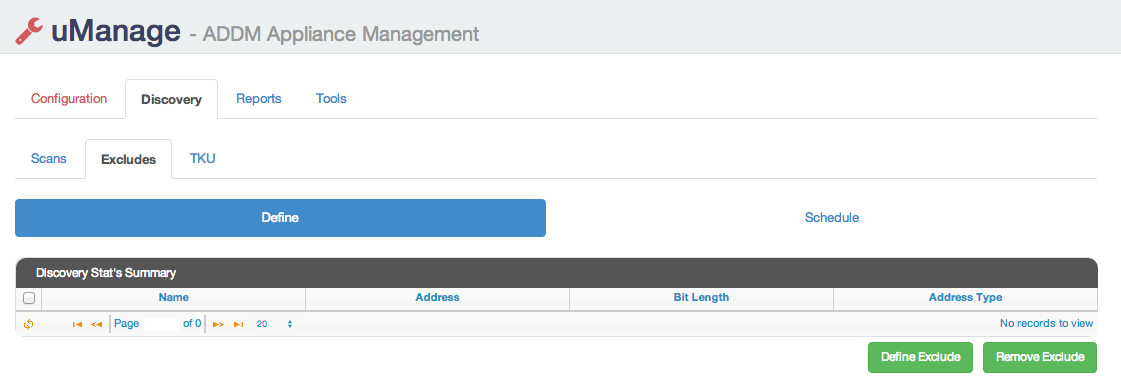 uManage - ADDM Appliance Management
Configuration Discovery Reports Tools
Scans Excludes TKU
Define Schedule
Discovery Stat's Summary
Name Address Bit Length Address Type
Page of 0 20 No records to view
Define Exclude Remove Exclude